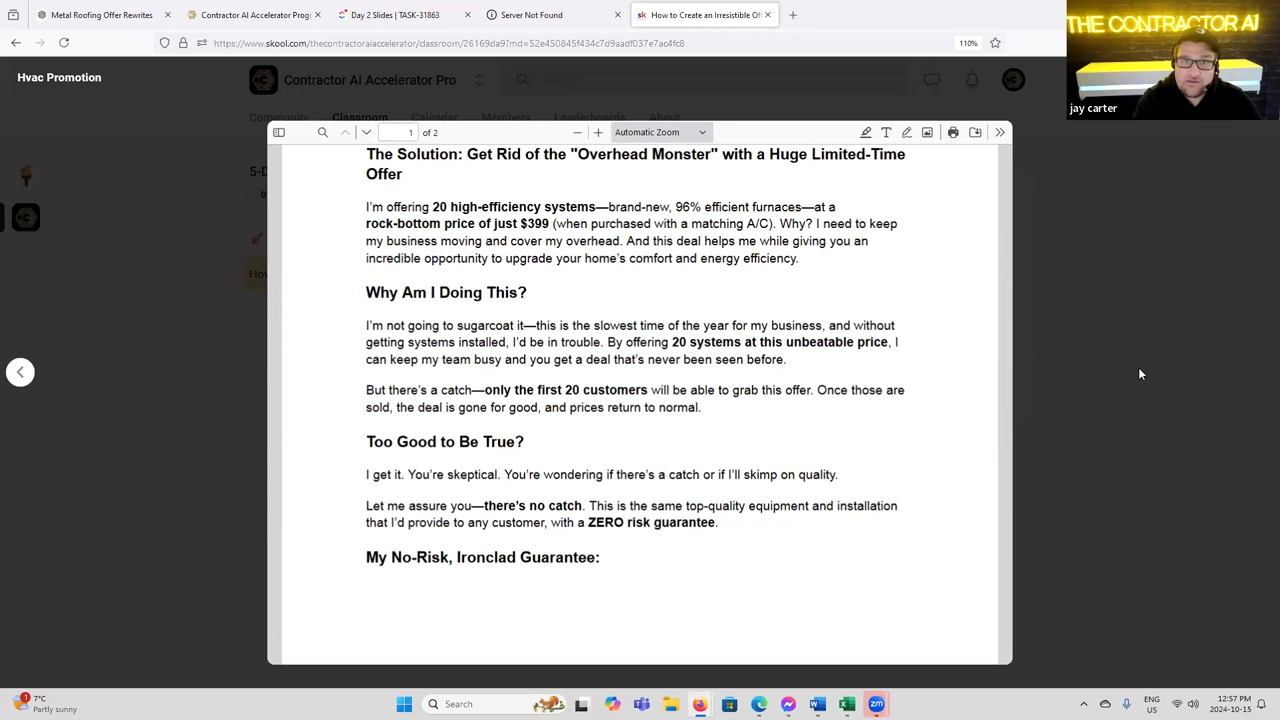 Metal Roofing Offer Rewrites
Contractor AI Accelerator Prog
Day 2 Slides | TASK-31863
Server Not Found
How to Create an Irresistible Of
https://www.skool.com/thecontractoraiaccelerator/classroom/26169da9?md=52e450845f434c7d9aadf037e7ac4fc8
110%
THE CONTRACTOR AI
jay carter
Hvac Promotion
Contractor AI Accelerator Pro
Community
Classroom
Calendar
Members
Leaderboards
About
1 of 2
Automatic Zoom
The Solution: Get Rid of the "Overhead Monster" with a Huge Limited-Time
Offer
I'm offering 20 high-efficiency systems—brand-new, 96% efficient furnaces—at a
rock-bottom price of just $399 (when purchased with a matching A/C). Why? I need to keep
my business moving and cover my overhead. And this deal helps me while giving you an
incredible opportunity to upgrade your home's comfort and energy efficiency.
Why Am I Doing This?
I'm not going to sugarcoat it—this is the slowest time of the year for my business, and without
getting systems installed, I'd be in trouble. By offering 20 systems at this unbeatable price, I
can keep my team busy and you get a deal that's never been seen before.
But there's a catch—only the first 20 customers will be able to grab this offer. Once those are
sold, the deal is gone for good, and prices return to normal.
Too Good to Be True?
I get it. You're skeptical. You're wondering if there's a catch or if I'll skimp on quality.
Let me assure you—there's no catch. This is the same top-quality equipment and installation
that I'd provide to any customer, with a ZERO risk guarantee.
My No-Risk, Ironclad Guarantee:
5-D
How
1
7°C
Partly sunny
Search
ENG
US
12:57 PM
2024-10-15